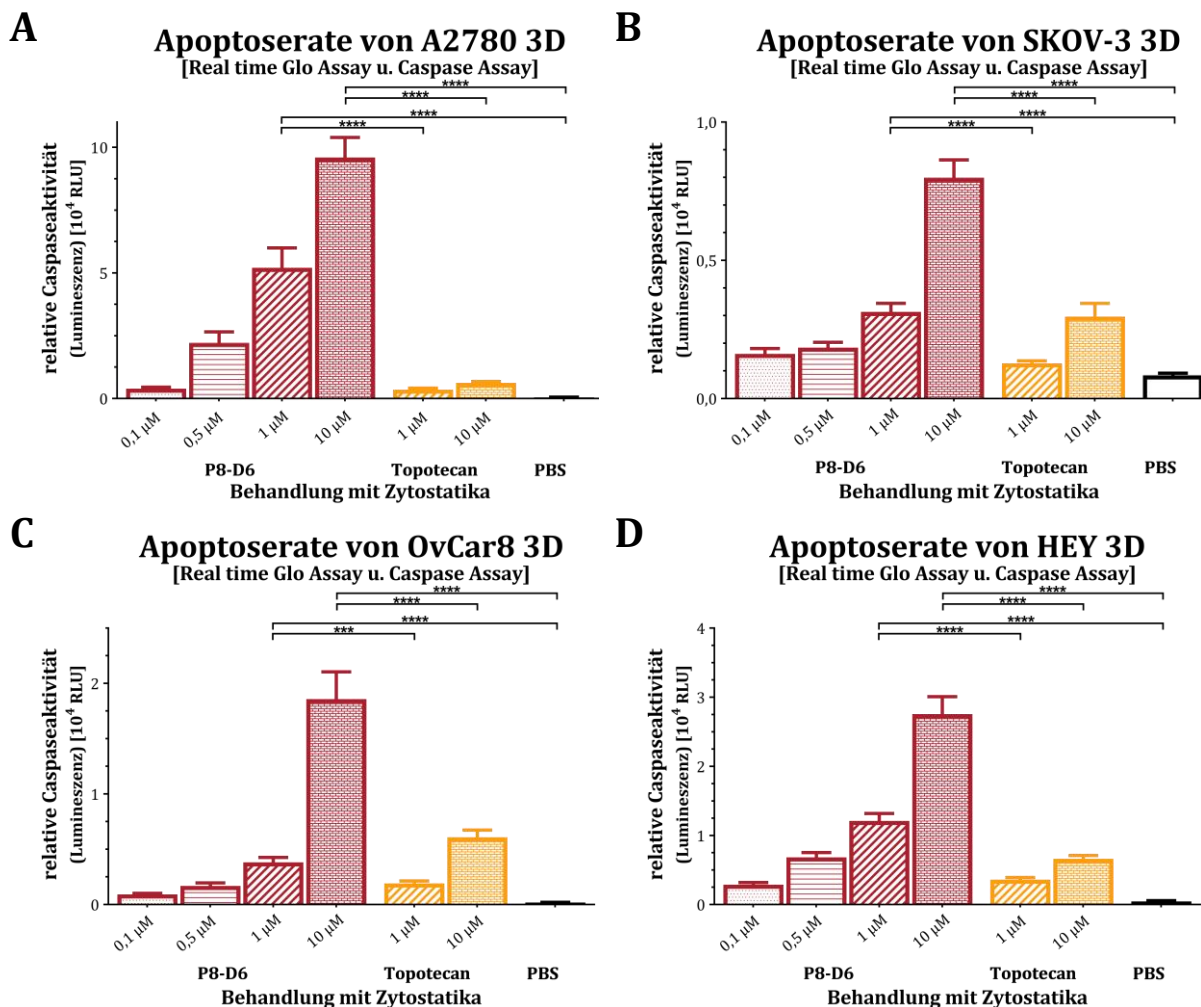 A
Apoptoserate von A2780 3D
[Real time Glo Assay u. Caspase Assay]
****
****
****
****
relative Caspaseaktivität
(Lumineszenz) [10⁴ RLU]
10
5
0
0,1 µM
0,5 µM
1 µM
10 µM
1 µM
10 µM
P8-D6
Topotecan
PBS
Behandlung mit Zytostatika
B
Apoptoserate von SKOV-3 3D
[Real time Glo Assay u. Caspase Assay]
****
****
****
****
relative Caspaseaktivität
(Lumineszenz) [10⁴ RLU]
1,0
0,5
0,0
0,1 µM
0,5 µM
1 µM
10 µM
1 µM
10 µM
P8-D6
Topotecan
PBS
Behandlung mit Zytostatika
C
Apoptoserate von OvCar8 3D
[Real time Glo Assay u. Caspase Assay]
****
****
****
***
relative Caspaseaktivität
(Lumineszenz) [10⁴ RLU]
2
1
0
0,1 µM
0,5 µM
1 µM
10 µM
1 µM
10 µM
P8-D6
Topotecan
PBS
Behandlung mit Zytostatika
D
Apoptoserate von HEY 3D
[Real time Glo Assay u. Caspase Assay]
****
****
****
****
relative Caspaseaktivität
(Lumineszenz) [10⁴ RLU]
4
3
2
1
0
0,1 µM
0,5 µM
1 µM
10 µM
1 µM
10 µM
P8-D6
Topotecan
PBS
Behandlung mit Zytostatika